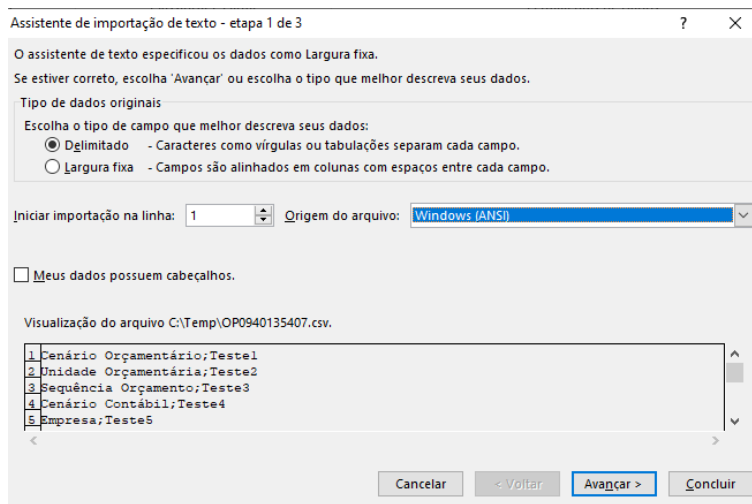 Assistente de importação de texto - etapa 1 de 3
O assistente de texto especificou os dados como Largura fixa.
Se estiver correto, escolha 'Avançar' ou escolha o tipo que melhor descreva seus dados.
Tipo de dados originais
Escolha o tipo de campo que melhor descreva seus dados:
Delimitado - Caracteres como vírgulas ou tabulações separam cada campo.
Largura fixa - Campos são alinhados em colunas com espaços entre cada campo.
Iniciar importação na linha: 1 Origem do arquivo: Windows (ANSI)
Meus dados possuem cabeçalhos.
Visualização do arquivo C:\Temp\OP0940135407.csv.
1 Cenário Orçamentário;Teste1
2 Unidade Orçamentária;Teste2
3 Sequência Orçamento;Teste3
4 Cenário Contábil;Teste4
5 Empresa;Teste5
Cancelar < Voltar Avançar > Concluir